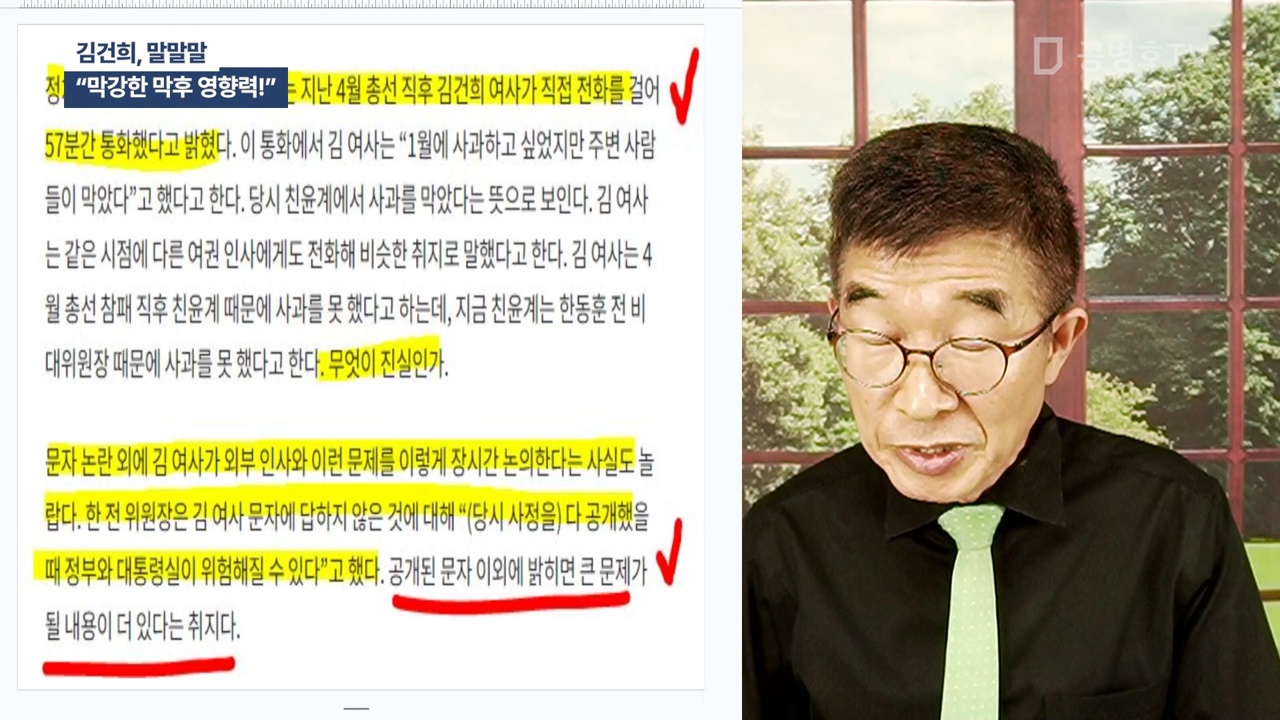 김건희, 말말말
“막강한 막후 영향력!”
공병호TV
는 지난 4월 총선 직후 김건희 여사가 직접 전화를 걸어
57분간 통화했다고 밝혔다. 이 통화에서 김 여사는 “1월에 사과하고 싶었지만 주변 사람
들이 막았다”고 했다고 한다. 당시 친윤계에서 사과를 막았다는 뜻으로 보인다. 김 여사
는 같은 시점에 다른 여권 인사에게도 전화해 비슷한 취지로 말했다고 한다. 김 여사는 4
월 총선 참패 직후 친윤계 때문에 사과를 못 했다고 하는데, 지금 친윤계는 한동훈 전 비
대위원장 때문에 사과를 못 했다고 한다. 무엇이 진실인가.
문자 논란 외에 김 여사가 외부 인사와 이런 문제를 이렇게 장시간 논의한다는 사실도 놀
랍다. 한 전 위원장은 김 여사 문자에 답하지 않은 것에 대해 “(당시 사정을) 다 공개했을
때 정부와 대통령실이 위험해질 수 있다”고 했다. 공개된 문자 이외에 밝히면 큰 문제가
될 내용이 더 있다는 취지다.